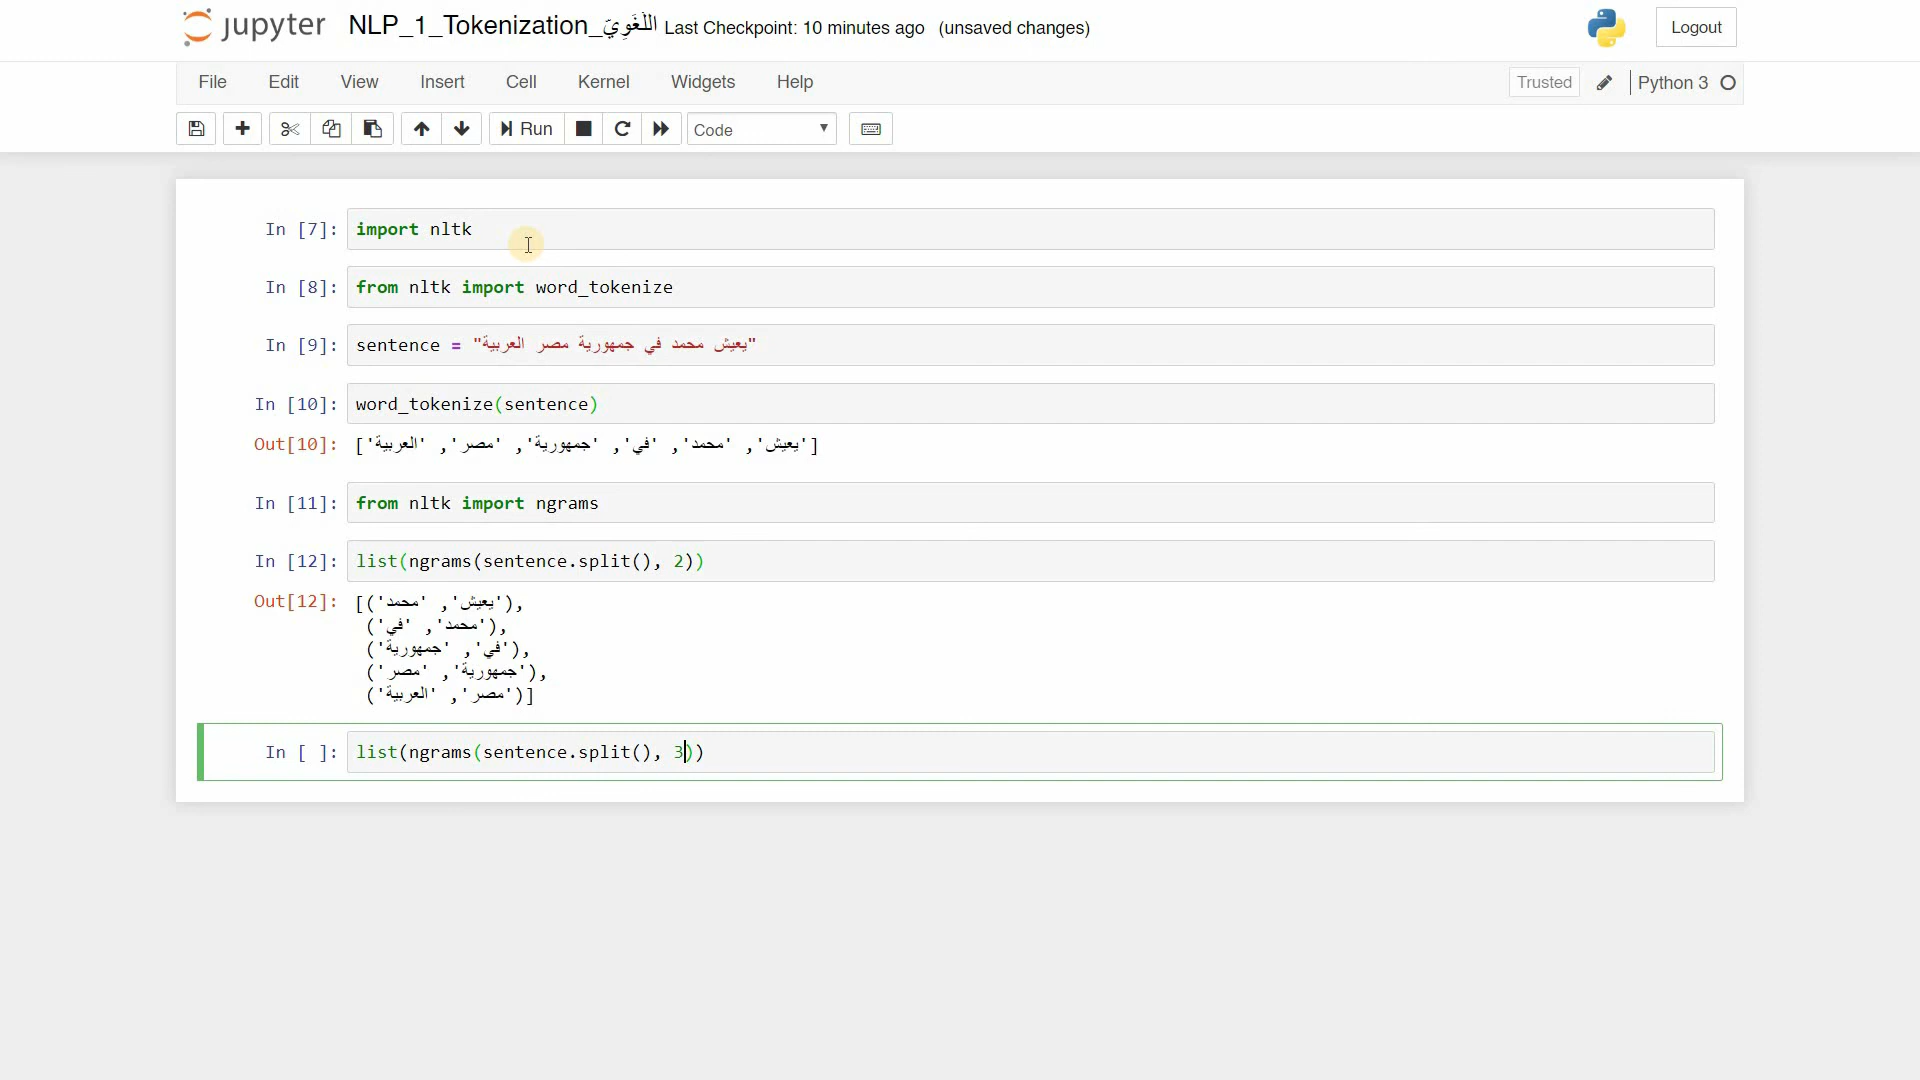 jupyter NLP_1_Tokenization_اللُّغَوِيّ Last Checkpoint: 10 minutes ago (unsaved changes) Logout
File Edit View Insert Cell Kernel Widgets Help Trusted Python 3
Run Code
In [7]: import nltk
In [8]: from nltk import word_tokenize
In [9]: sentence = "يعيش محمد في جمهورية مصر العربية"
In [10]: word_tokenize(sentence)
Out[10]: ['يعيش', 'محمد', 'في', 'جمهورية', 'مصر', 'العربية']
In [11]: from nltk import ngrams
In [12]: list(ngrams(sentence.split(), 2))
Out[12]: [('يعيش', 'محمد'),
('محمد', 'في'),
('في', 'جمهورية'),
('جمهورية', 'مصر'),
('مصر', 'العربية')]
In [ ]: list(ngrams(sentence.split(), 3))